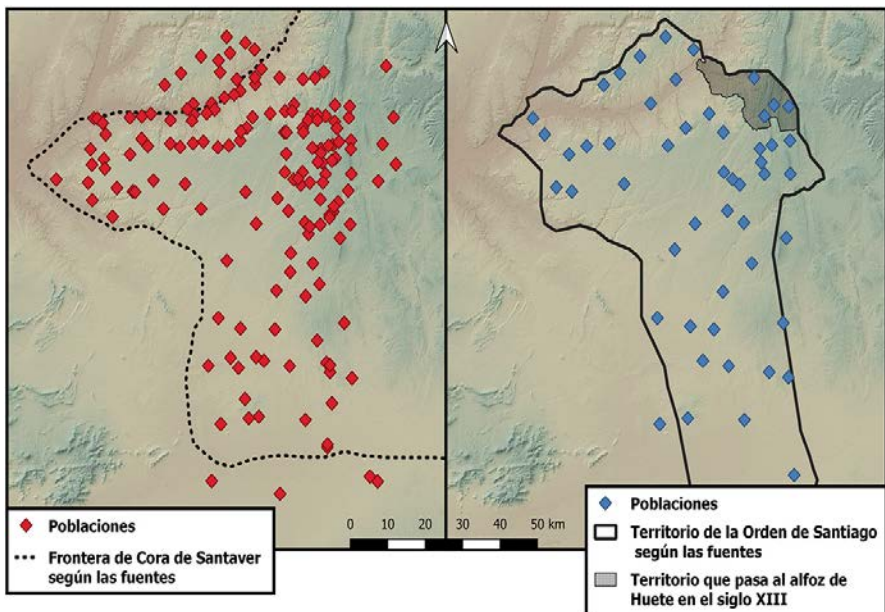 Poblaciones
Frontera de Cora de Santaver
según las fuentes
0 10 20 30 40 50 km
Poblaciones
Territorio de la Orden de Santiago
según las fuentes
Territorio que pasa al alfoz de
Huete en el siglo XIII